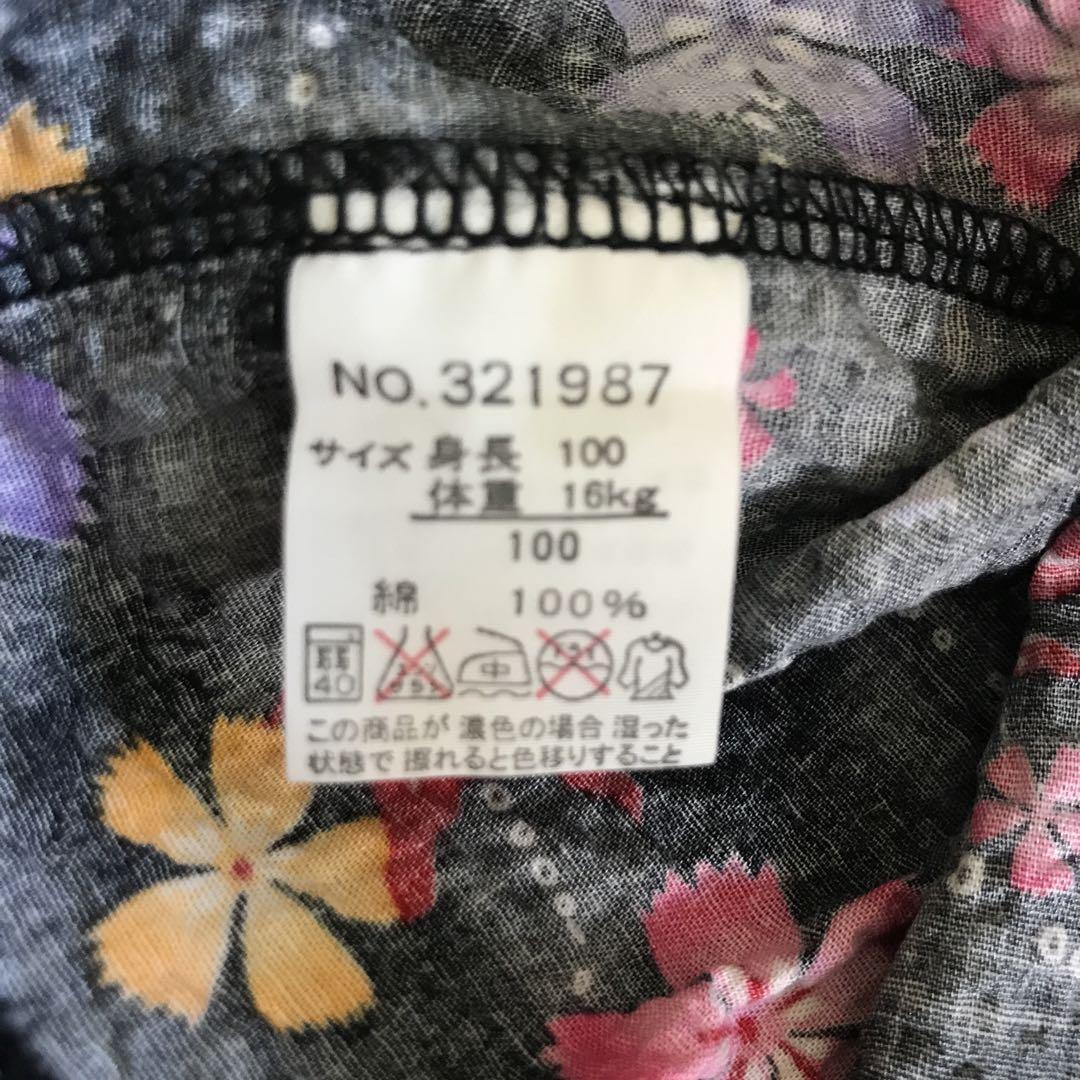 NO. 321987
サイズ 身長 100
体重 16kg
100
綿 100%
40 中
この商品が 濃色の場合 湿った
状態で 擦れると色移りすること